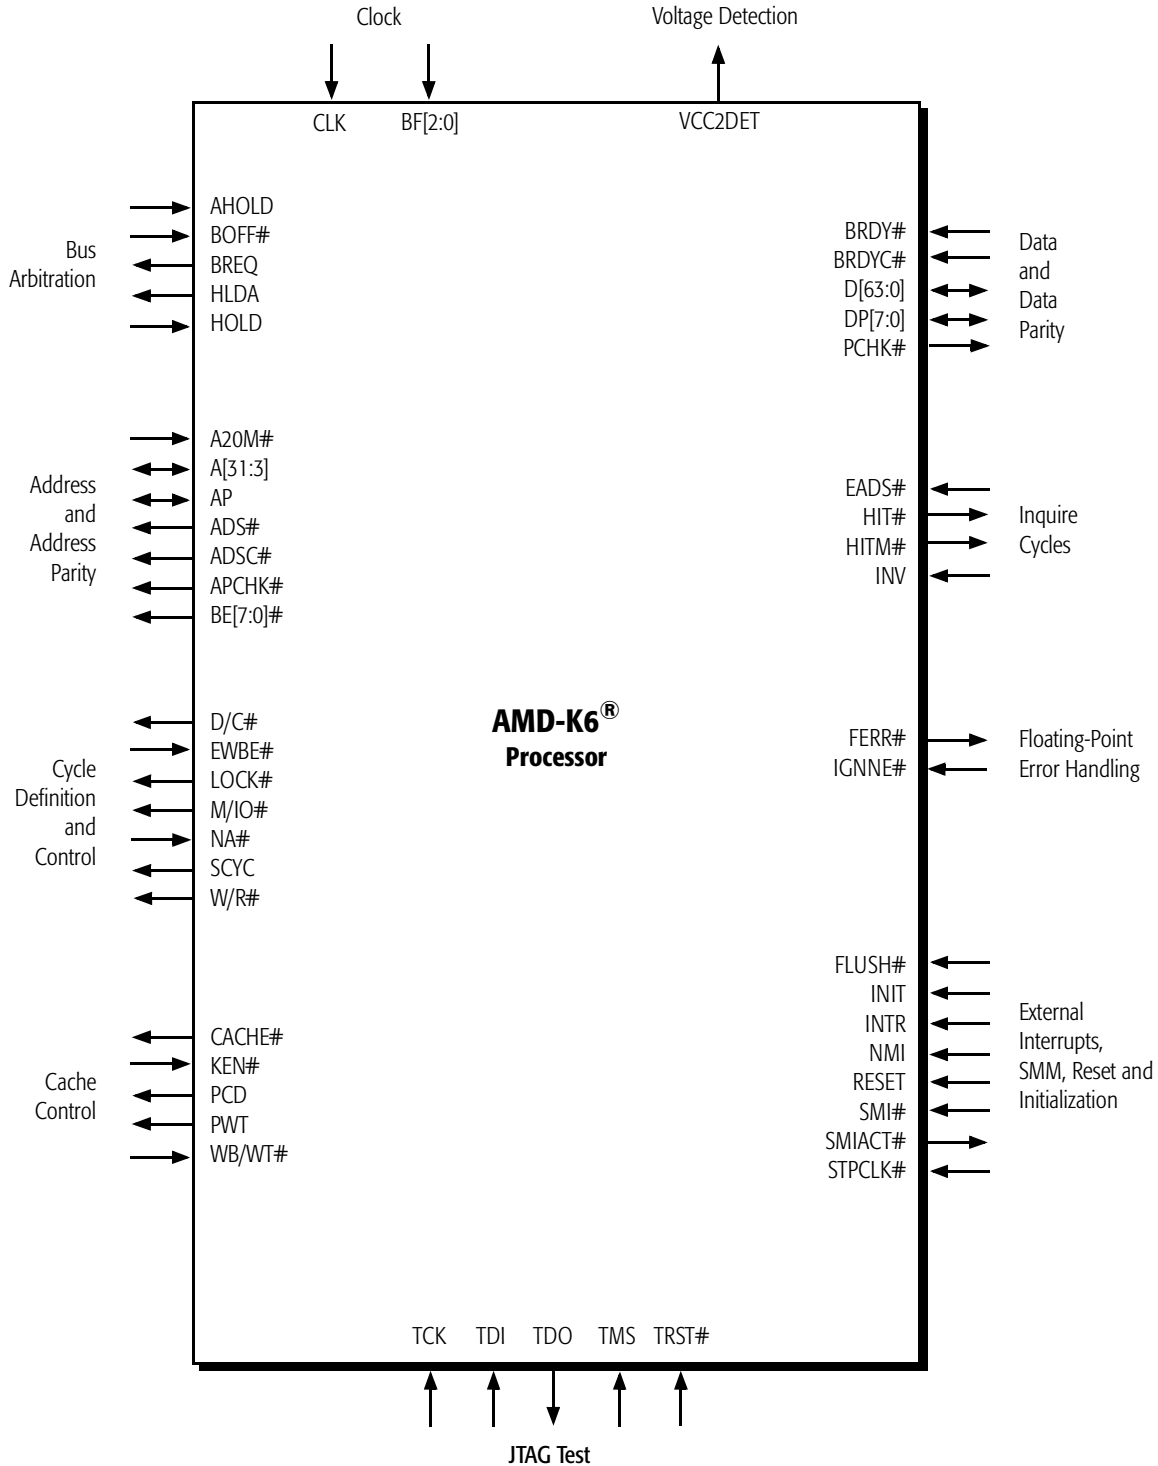 Clock
Voltage Detection
CLK
BF[2:0]
VCC2DET
Bus
Arbitration
AHOLD
BOFF#
BREQ
HLDA
HOLD
BRDY#
BRDYC#
D[63:0]
DP[7:0]
PCHK#
Data
and
Data
Parity
Address
and
Address
Parity
A20M#
A[31:3]
AP
ADS#
ADSC#
APCHK#
BE[7:0]#
EADS#
HIT#
HITM#
INV
Inquire
Cycles
AMD-K6®
Processor
Cycle
Definition
and
Control
D/C#
EWBE#
LOCK#
M/IO#
NA#
SCYC
W/R#
FERR#
IGNNE#
Floating-Point
Error Handling
Cache
Control
CACHE#
KEN#
PCD
PWT
WB/WT#
FLUSH#
INIT
INTR
NMI
RESET
SMI#
SMIACT#
STPCLK#
External
Interrupts,
SMM, Reset and
Initialization
TCK
TDI
TDO
TMS
TRST#
JTAG Test